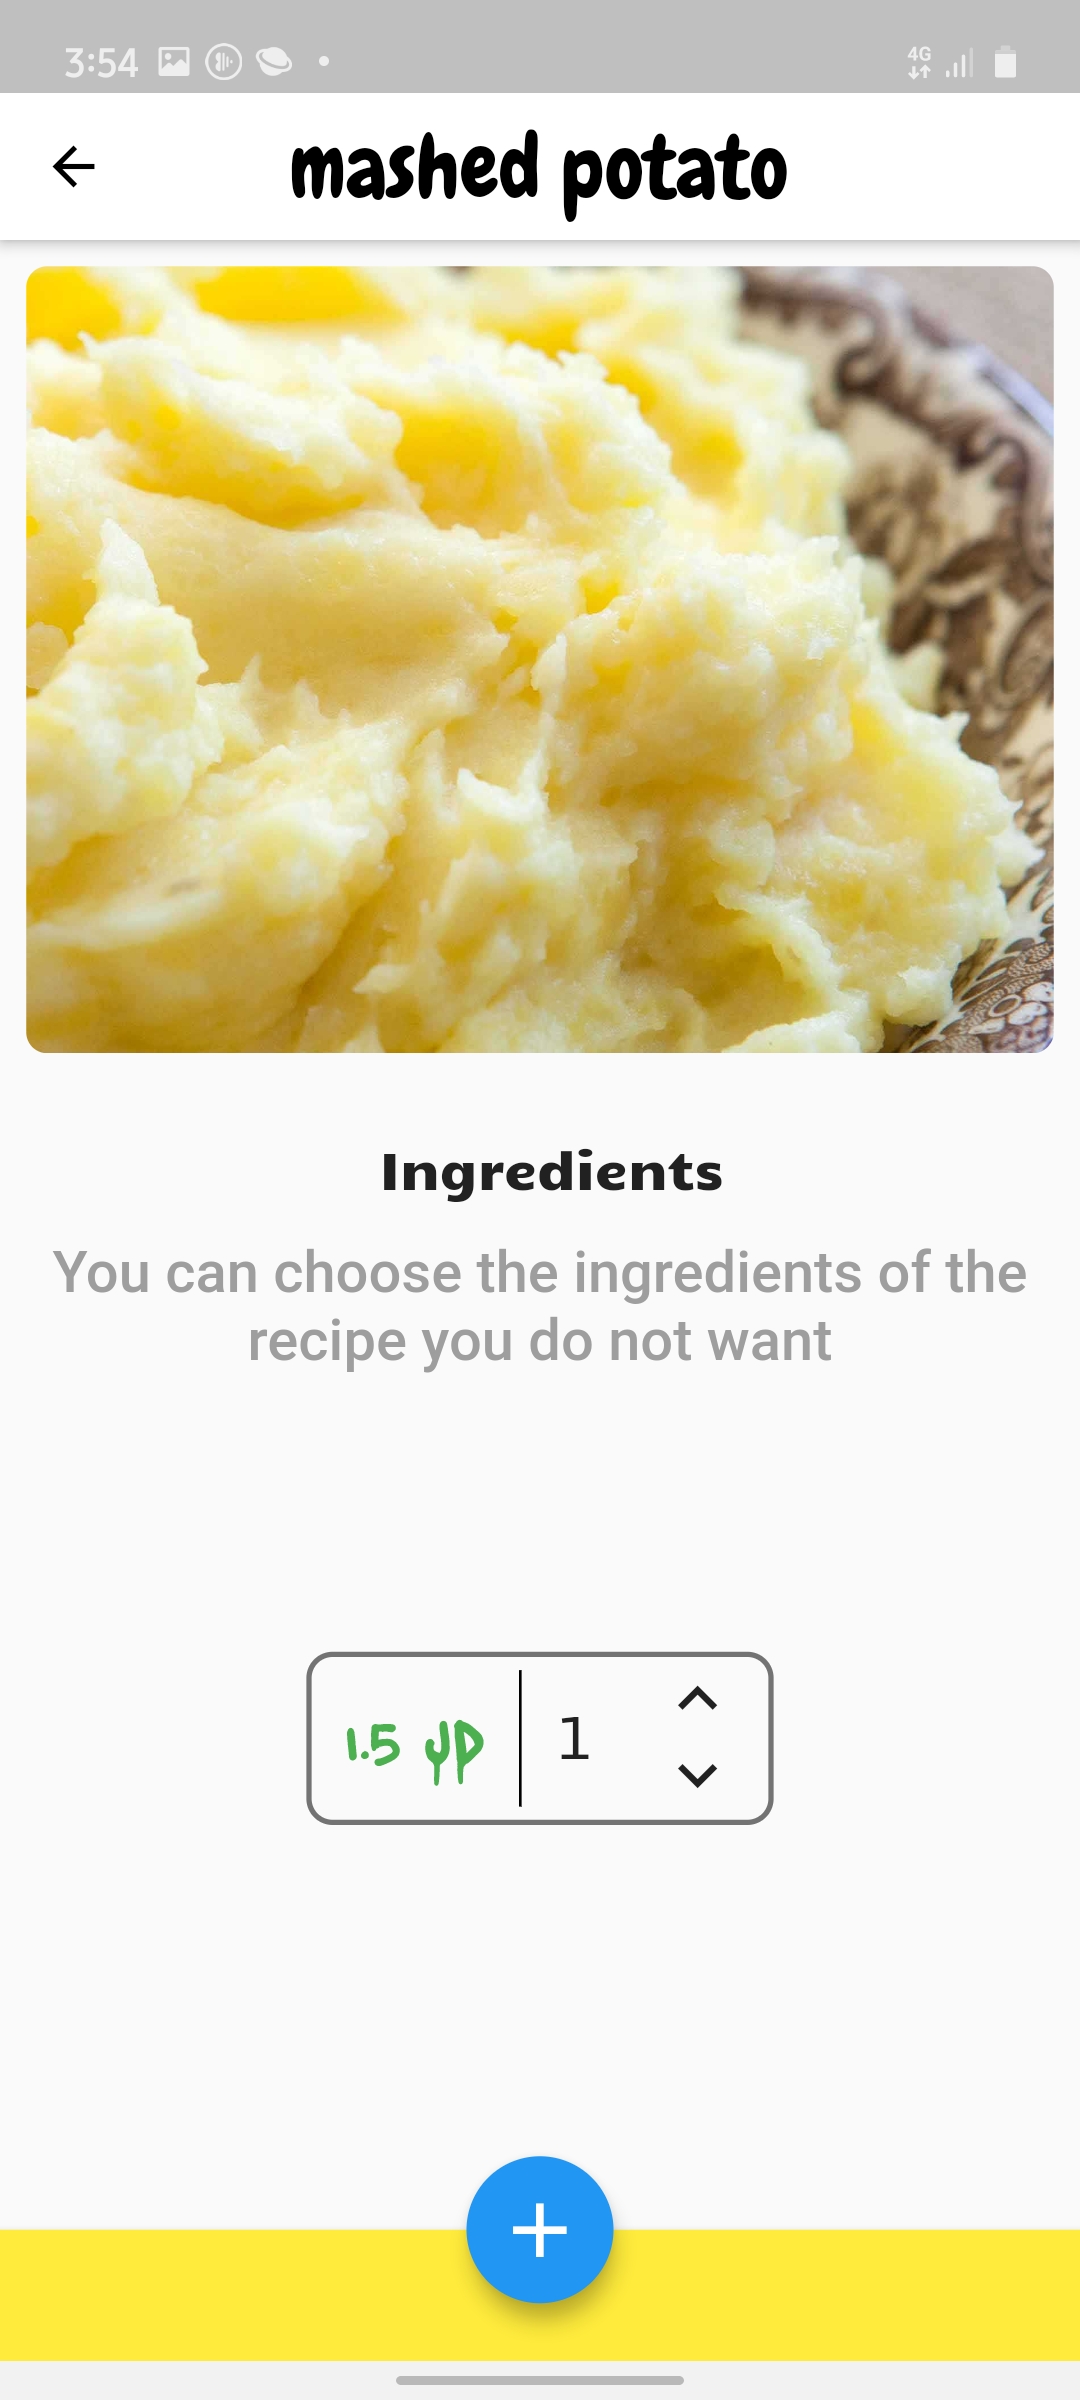 3:54
4G
mashed potato
Ingredients
You can choose the ingredients of the
recipe you do not want
1.5 JD
1